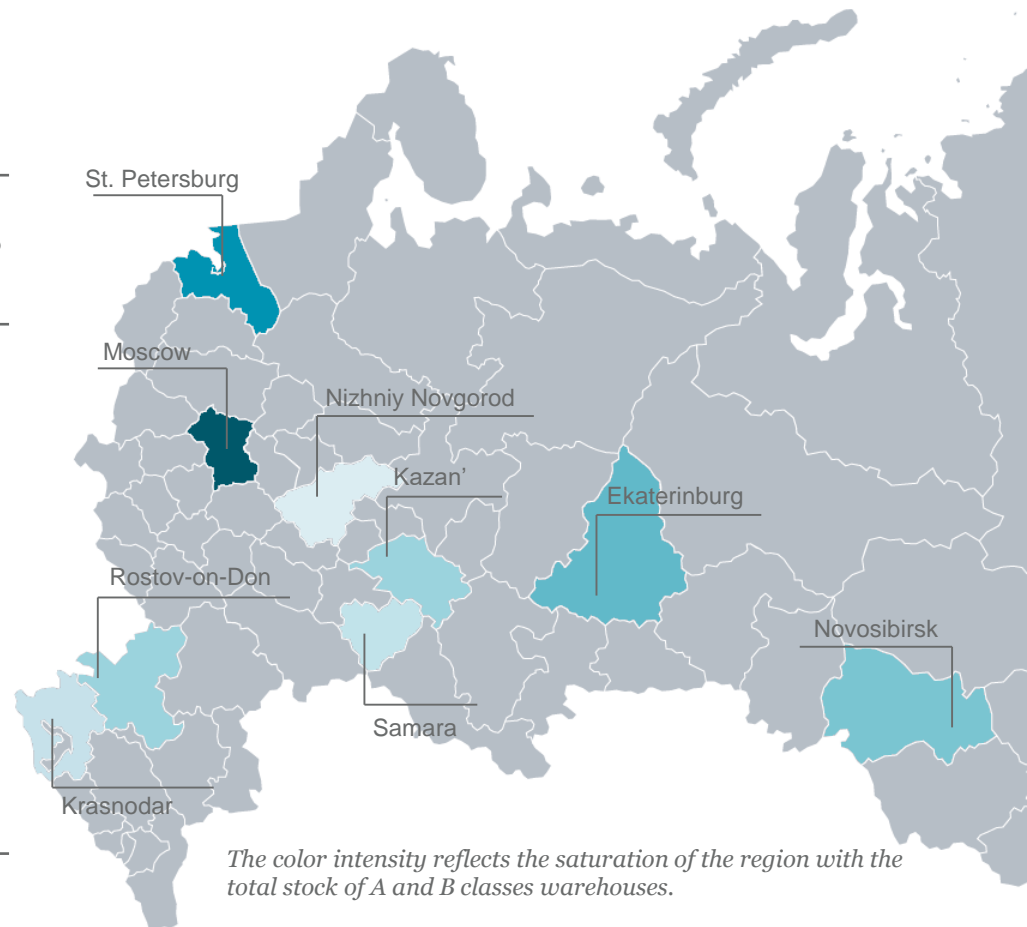 St. Petersburg
Moscow
Nizhniy Novgorod
Kazan’
Ekaterinburg
Rostov-on-Don
Novosibirsk
Samara
Krasnodar
The color intensity reflects the saturation of the region with the
total stock of A and B classes warehouses.